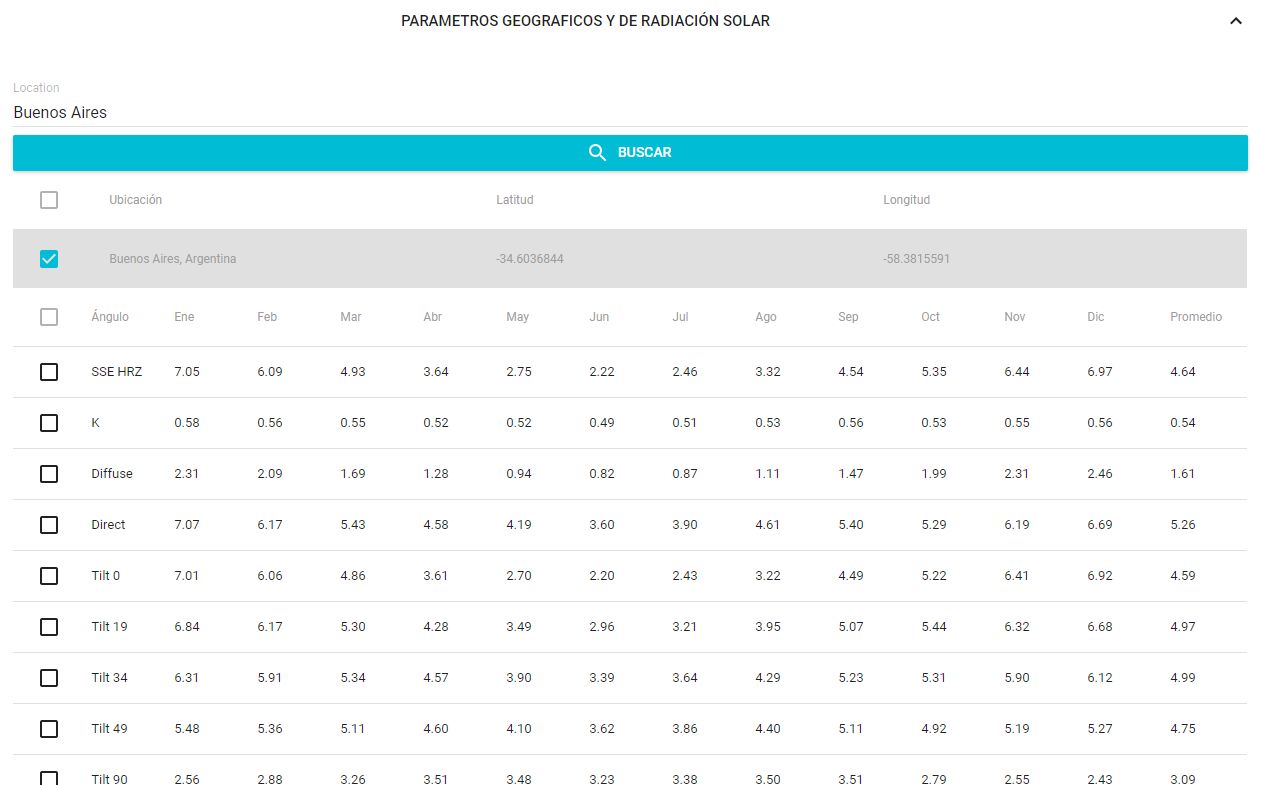 PARAMETROS GEOGRAFICOS Y DE RADIACIÓN SOLAR
Location
Buenos Aires
BUSCAR
Ubicación Latitud Longitud
Buenos Aires, Argentina -34.6036844 -58.3815591
Ángulo Ene Feb Mar Abr May Jun Jul Ago Sep Oct Nov Dic Promedio
SSE HRZ 7.05 6.09 4.93 3.64 2.75 2.22 2.46 3.32 4.54 5.35 6.44 6.97 4.64
K 0.58 0.56 0.55 0.52 0.52 0.49 0.51 0.53 0.56 0.53 0.55 0.56 0.54
Diffuse 2.31 2.09 1.69 1.28 0.94 0.82 0.87 1.11 1.47 1.99 2.31 2.46 1.61
Direct 7.07 6.17 5.43 4.58 4.19 3.60 3.90 4.61 5.40 5.29 6.19 6.69 5.26
Tilt 0 7.01 6.06 4.86 3.61 2.70 2.20 2.43 3.22 4.49 5.22 6.41 6.92 4.59
Tilt 19 6.84 6.17 5.30 4.28 3.49 2.96 3.21 3.95 5.07 5.44 6.32 6.68 4.97
Tilt 34 6.31 5.91 5.34 4.57 3.90 3.39 3.64 4.29 5.23 5.31 5.90 6.12 4.99
Tilt 49 5.48 5.36 5.11 4.60 4.10 3.62 3.86 4.40 5.11 4.92 5.19 5.27 4.75
Tilt 90 2.56 2.88 3.26 3.51 3.48 3.23 3.38 3.50 3.51 2.79 2.55 2.43 3.09